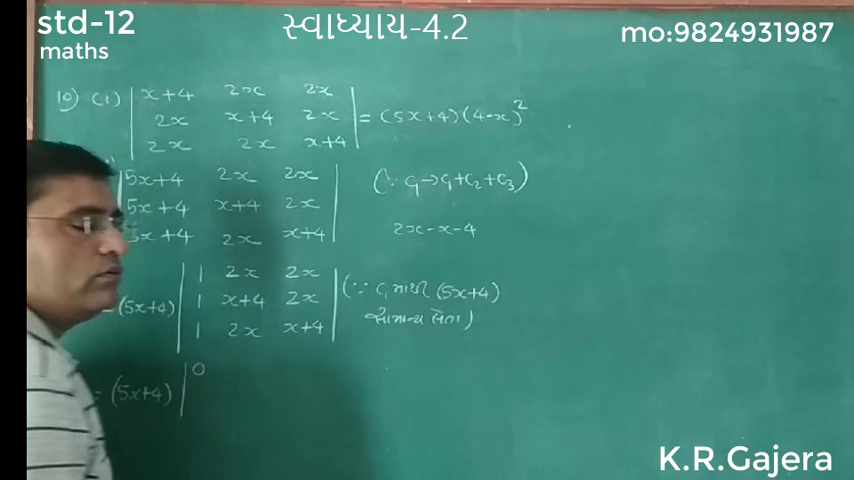 std-12
maths
સ્વાધ્યાય-4.2
mo:9824931987
10) (i) | x+4 2x 2x |
| 2x x+4 2x | = (5x+4)(4-x)²
| 2x 2x x+4 |
| 5x+4 2x 2x | (∵ C₁→C₁+C₂+C₃)
| 5x+4 x+4 2x |
| 5x+4 2x x+4 | 2x-x-4
| 1 2x 2x |
= (5x+4) | 1 x+4 2x | (∵ C₁ માંથી (5x+4)
| 1 2x x+4 | સામાન્ય લેતા)
= (5x+4) | 0
K.R.Gajera